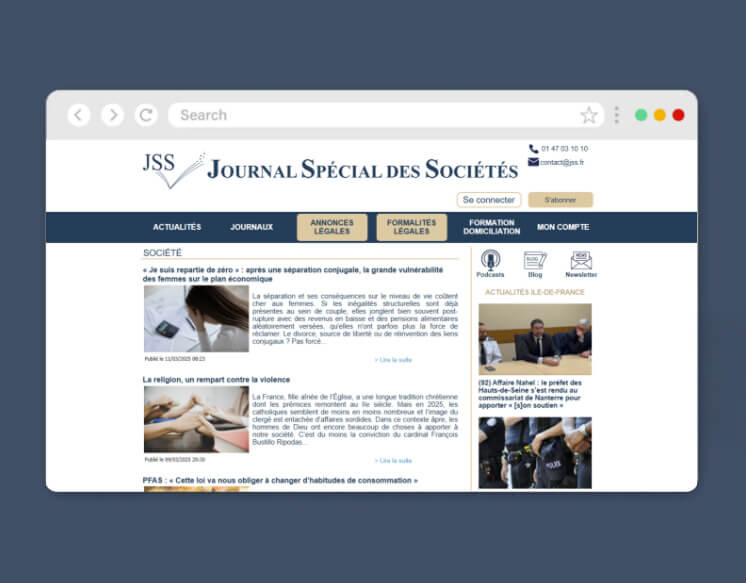 Search
JSS
JOURNAL SPÉCIAL DES SOCIÉTÉS
01 47 03 10 10
contact@jss.fr
Se connecter
S'abonner
ACTUALITÉS
JOURNAUX
ANNONCES
LÉGALES
FORMALITÉS
LÉGALES
FORMATION
DOMICILIATION
MON COMPTE
SOCIÉTÉ
« Je suis repartie de zéro » : après une séparation conjugale, la grande vulnérabilité
des femmes sur le plan économique
La séparation et ses conséquences sur le niveau de vie coûtent
cher aux femmes. Si les inégalités structurelles sont déjà
présentes au sein de couple, elles jonglent bien souvent post-
rupture avec des revenus en baisse et des pensions alimentaires
aléatoirement versées, qu'elles n'ont parfois plus la force de
réclamer. Le divorce, source de liberté ou de réinvention des liens
conjugaux ? Pas forcé...
Publié le 11/03/2025 06:23
> Lire la suite
La religion, un rempart contre la violence
La France, fille aînée de l'Église, a une longue tradition chrétienne
dont les prémices remontent au IIe siècle. Mais en 2025, les
catholiques semblent de moins en moins nombreux et l'image du
clergé est entachée d'affaires sordides. Dans ce contexte âpre, les
hommes de Dieu ont encore beaucoup de choses à apporter à
notre société. C'est du moins la conviction du cardinal François
Bustillo Ripodas...
Publié le 09/03/2025 20:30
> Lire la suite
PFAS : « Cette loi va nous obliger à changer d'habitudes de consommation »
BLOG
NEWS
Podcasts
Blog
Newsletter
ACTUALITÉS ILE-DE-FRANCE
(92) Affaire Nahel : le préfet des
Hauts-de-Seine s'est rendu au
commissariat de Nanterre pour
apporter « [s]on soutien »
POLICE